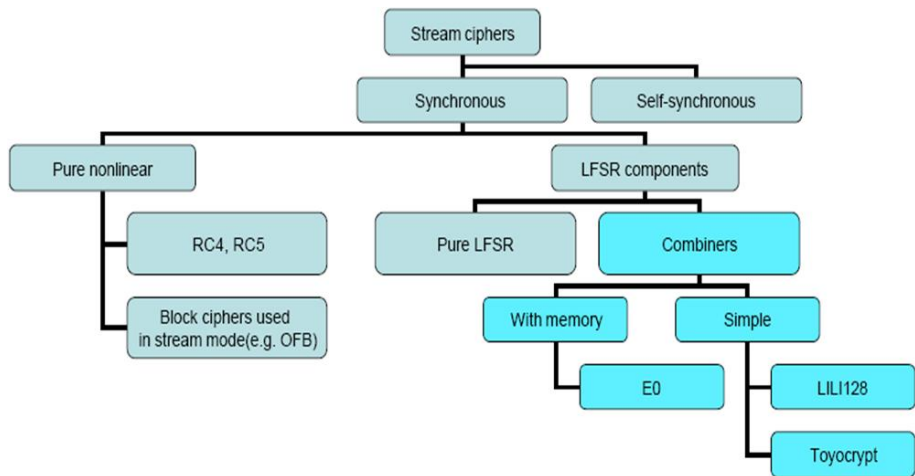 Stream ciphers
Synchronous
Self-synchronous
Pure nonlinear
LFSR components
RC4, RC5
Pure LFSR
Combiners
Block ciphers used
in stream mode(e.g. OFB)
With memory
Simple
E0
LILI128
Toyocrypt